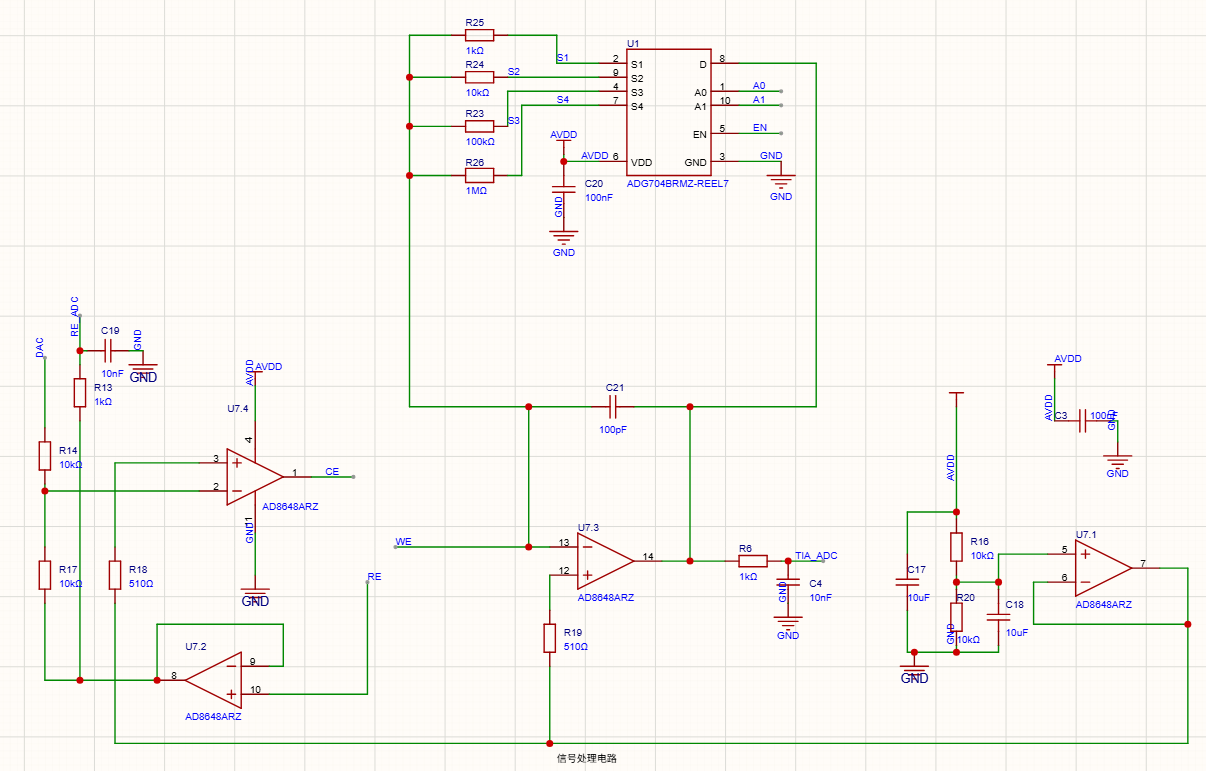 R25
1kΩ
S1
R24
10kΩ
S2
R23
100kΩ
S3
R26
1MΩ
S4
U1
2
S1
9
S2
4
S3
7
S4
6
VDD
D
8
A0
1
A0
A1
10
A1
EN
5
EN
GND
3
GND
GND
ADG704BRMZ-REEL7
AVDD
AVDD
C20
100nF
GND
GND
C21
100pF
RE_ADC
DAC
C19
10nF
GND
GND
R13
1kΩ
R14
10kΩ
R17
10kΩ
R18
510Ω
AVDD
AVDD
U7.4
4
3
2
1
CE
AD8648ARZ
GND
11
GND
RE
U7.2
9
8
10
AD8648ARZ
WE
U7.3
13
12
14
AD8648ARZ
R19
510Ω
R6
1kΩ
TIA_ADC
C4
10nF
GND
GND
AVDD
AVDD
C3
100nF
GND
GND
AVDD
C17
10uF
R16
10kΩ
R20
10kΩ
GND
C18
10uF
GND
U7.1
5
6
7
AD8648ARZ
信号处理电路